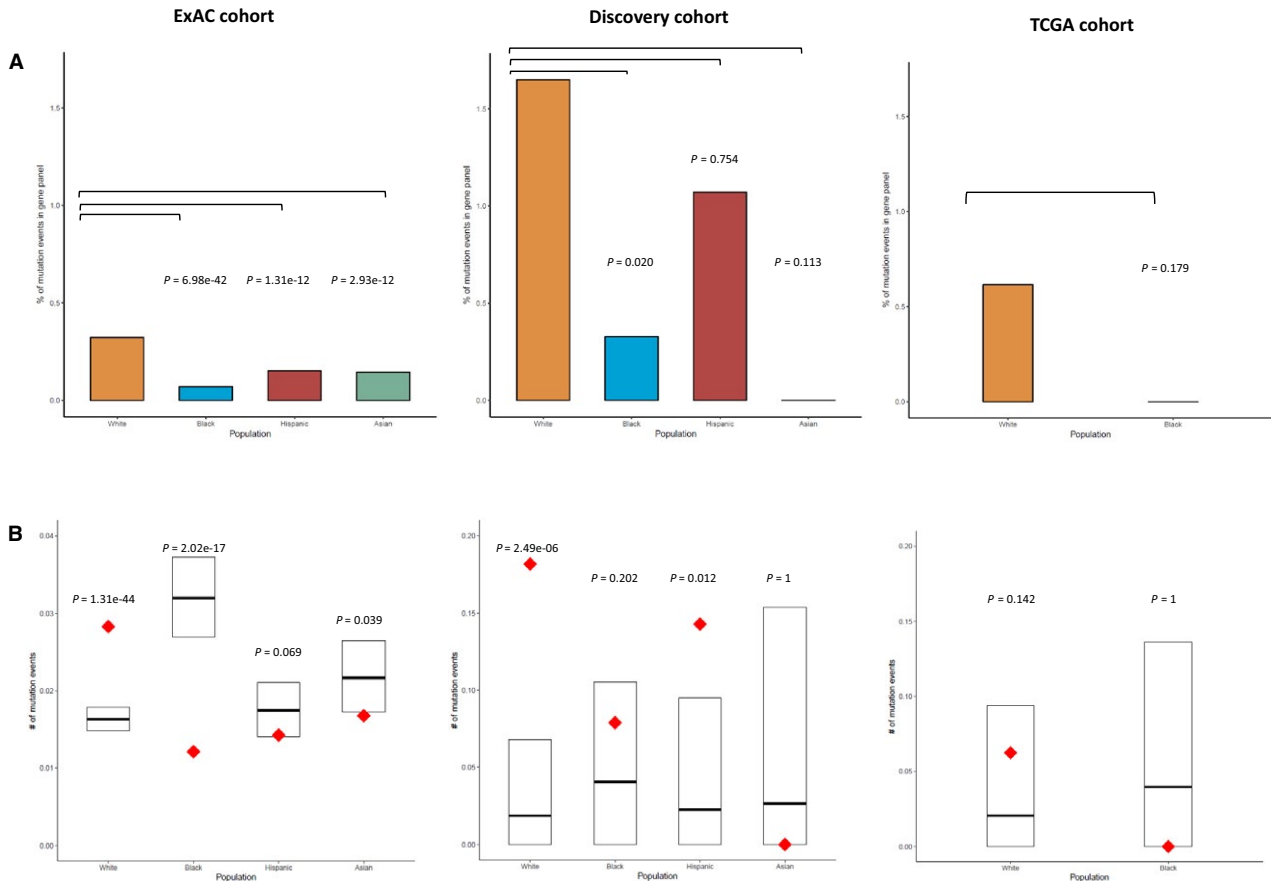 ExAC cohort
Discovery cohort
TCGA cohort
A
% of mutation events in gene panel
1.5
1.0
0.5
0.0
P = 6.98e-42
P = 1.31e-12
P = 2.93e-12
White
Black
Hispanic
Asian
Population
% of mutation events in gene panel
1.5
1.0
0.5
0.0
P = 0.020
P = 0.754
P = 0.113
White
Black
Hispanic
Asian
Population
% of mutation events in gene panel
1.5
1.0
0.5
0.0
P = 0.179
White
Black
Population
B
# of mutation events
0.04
0.03
0.02
0.01
0.00
P = 1.31e-44
P = 2.02e-17
P = 0.069
P = 0.039
White
Black
Hispanic
Asian
Population
# of mutation events
0.20
0.15
0.10
0.05
0.00
P = 2.49e-06
P = 0.202
P = 0.012
P = 1
White
Black
Hispanic
Asian
Population
# of mutation events
0.20
0.15
0.10
0.05
0.00
P = 0.142
P = 1
White
Black
Population